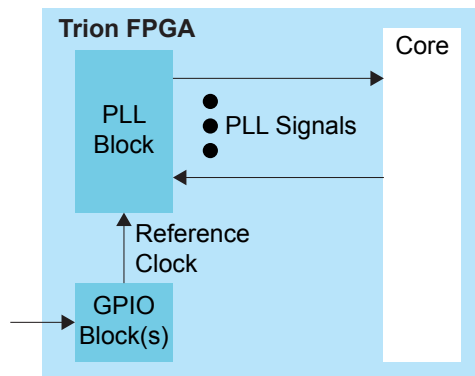 Trion FPGA
Core
PLL
Block
PLL Signals
Reference
Clock
GPIO
Block(s)